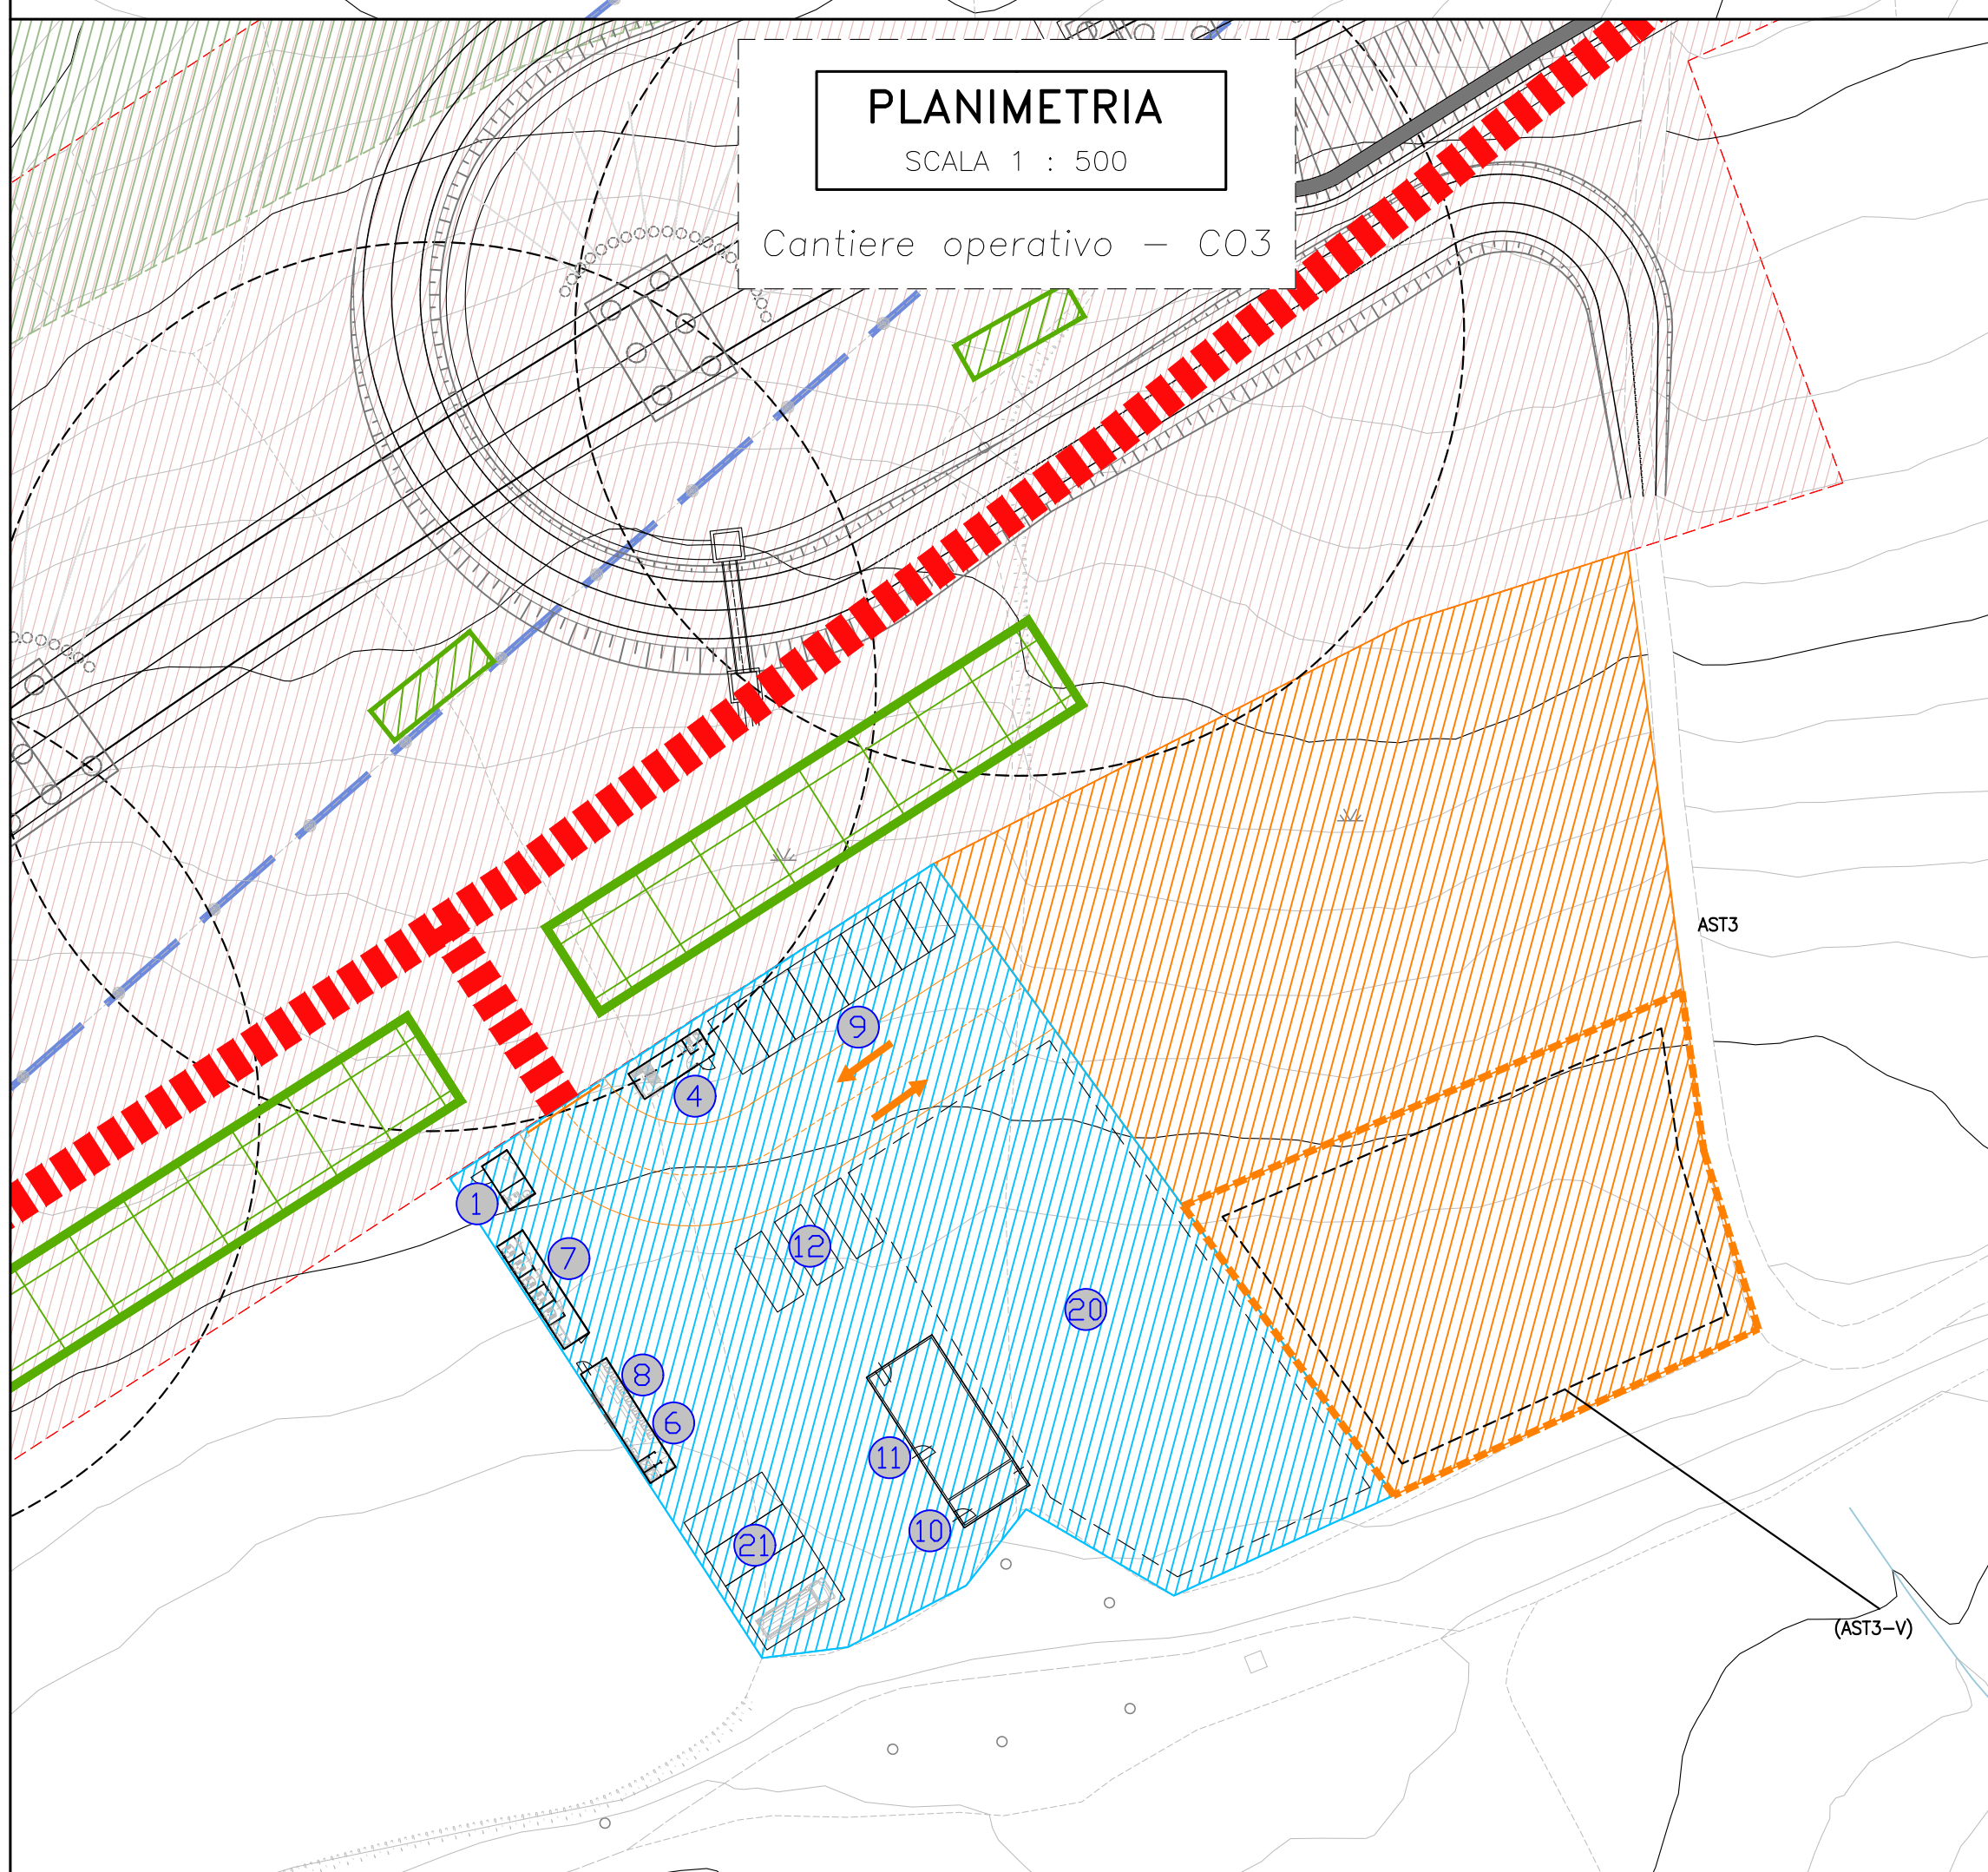 PLANIMETRIA
SCALA 1 : 500
Cantiere operativo – CO3
AST3
9
4
1
7
12
20
8
6
11
10
21
(AST3-V)